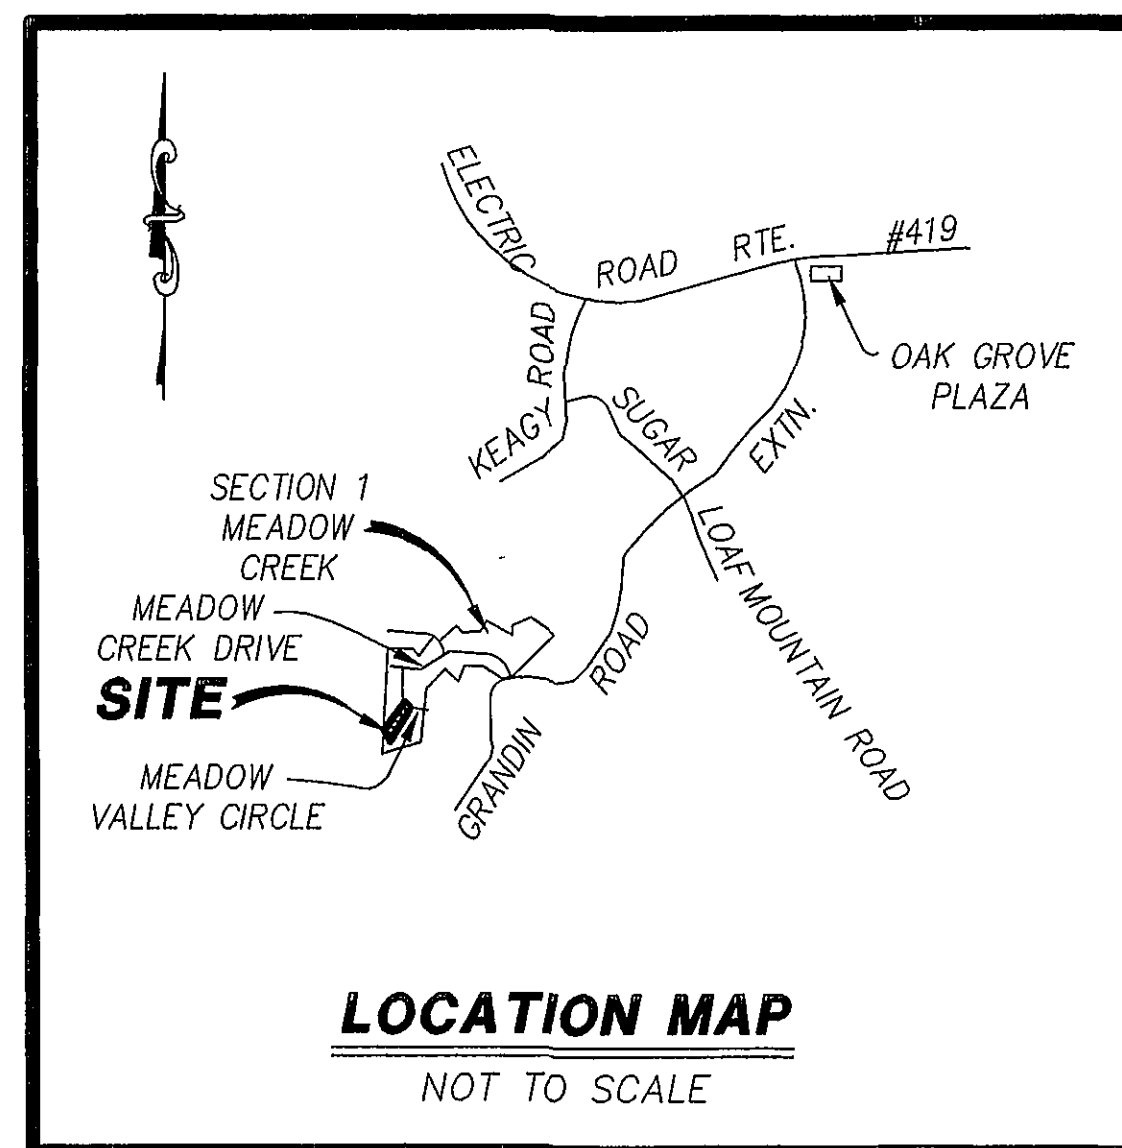 ELECTRIC ROAD RTE. #419
OAK GROVE
PLAZA
KEAGY ROAD
SUGAR LOAF MOUNTAIN ROAD
GRANDIN ROAD EXTN.
SECTION 1
MEADOW
CREEK
MEADOW
CREEK DRIVE
SITE
MEADOW
VALLEY CIRCLE
LOCATION MAP
NOT TO SCALE